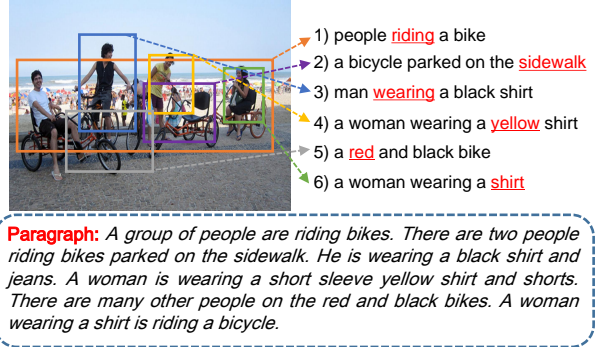 1) people riding a bike
2) a bicycle parked on the sidewalk
3) man wearing a black shirt
4) a woman wearing a yellow shirt
5) a red and black bike
6) a woman wearing a shirt
Paragraph: A group of people are riding bikes. There are two people
riding bikes parked on the sidewalk. He is wearing a black shirt and
jeans. A woman is wearing a short sleeve yellow shirt and shorts.
There are many other people on the red and black bikes. A woman
wearing a shirt is riding a bicycle.